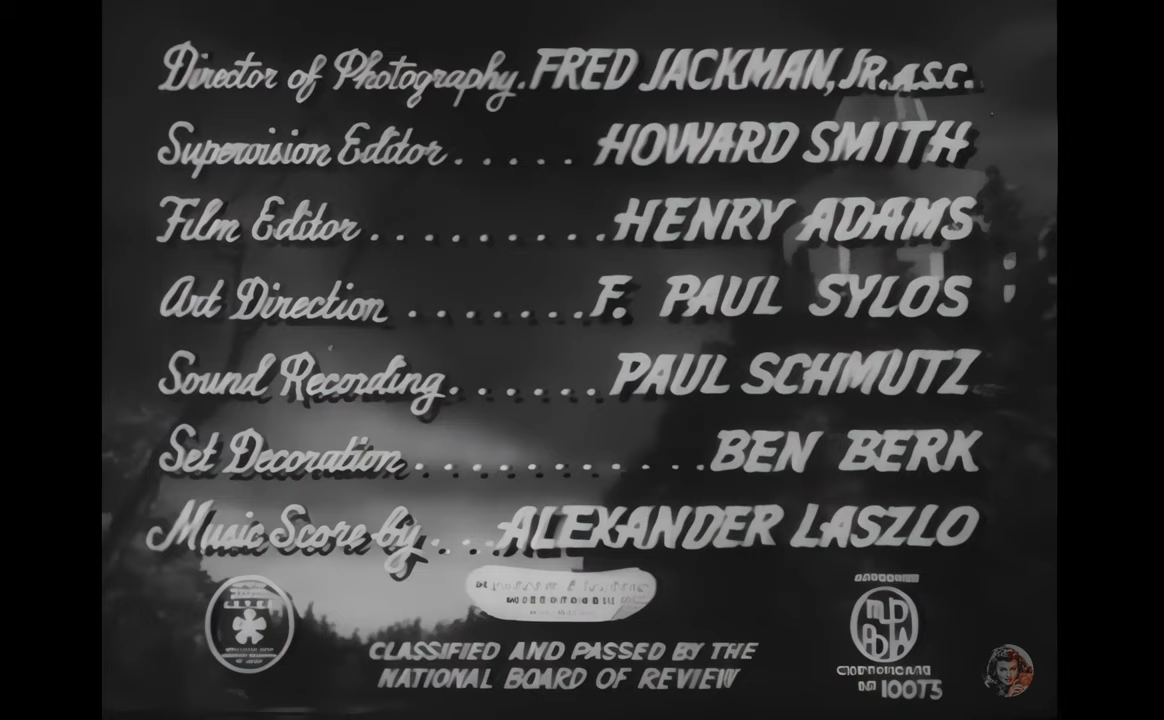 Director of Photography. FRED JACKMAN, JR. A.S.C.
Supervision Editor . . . . . . HOWARD SMITH
Film Editor . . . . . . . . . . HENRY ADAMS
Art Direction . . . . . . . F. PAUL SYLOS
Sound Recording . . . . . . PAUL SCHMUTZ
Set Decoration . . . . . . . . . . . . BEN BERK
Music Score by . . . ALEXANDER LASZLO
CLASSIFIED AND PASSED BY THE
NATIONAL BOARD OF REVIEW